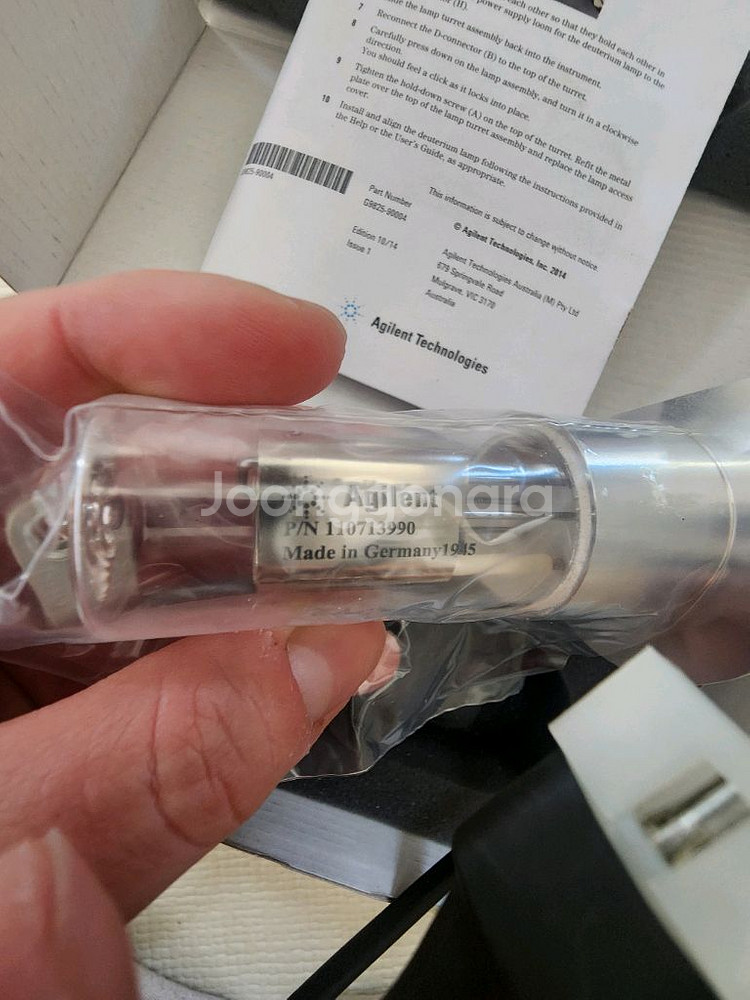 each other so that they hold each other in
(H).
power supply loom for the deuterium lamp to the
7 the lamp turret assembly back into the instrument.
8 Reconnect the D-connector (B) to the top of the turret.
Carefully press down on the lamp assembly, and turn it in a clockwise
direction.
You should feel a click as it locks into place.
9 Tighten the hold-down screw (A) on the top of the turret. Refit the metal
plate over the top of the lamp turret assembly and replace the lamp access
cover.
10 Install and align the deuterium lamp following the instructions provided in
the Help or the User's Guide, as appropriate.
9825-90004
Part Number
G9825-90004
Edition 10/14
Issue 1
This information is subject to change without notice.
© Agilent Technologies, Inc. 2014
Agilent Technologies Australia (M) Pty Ltd
679 Springvale Road
Mulgrave, VIC 3170
Australia
Agilent Technologies
Joonggonara
Agilent
P/N 110713990
Made in Germany1945